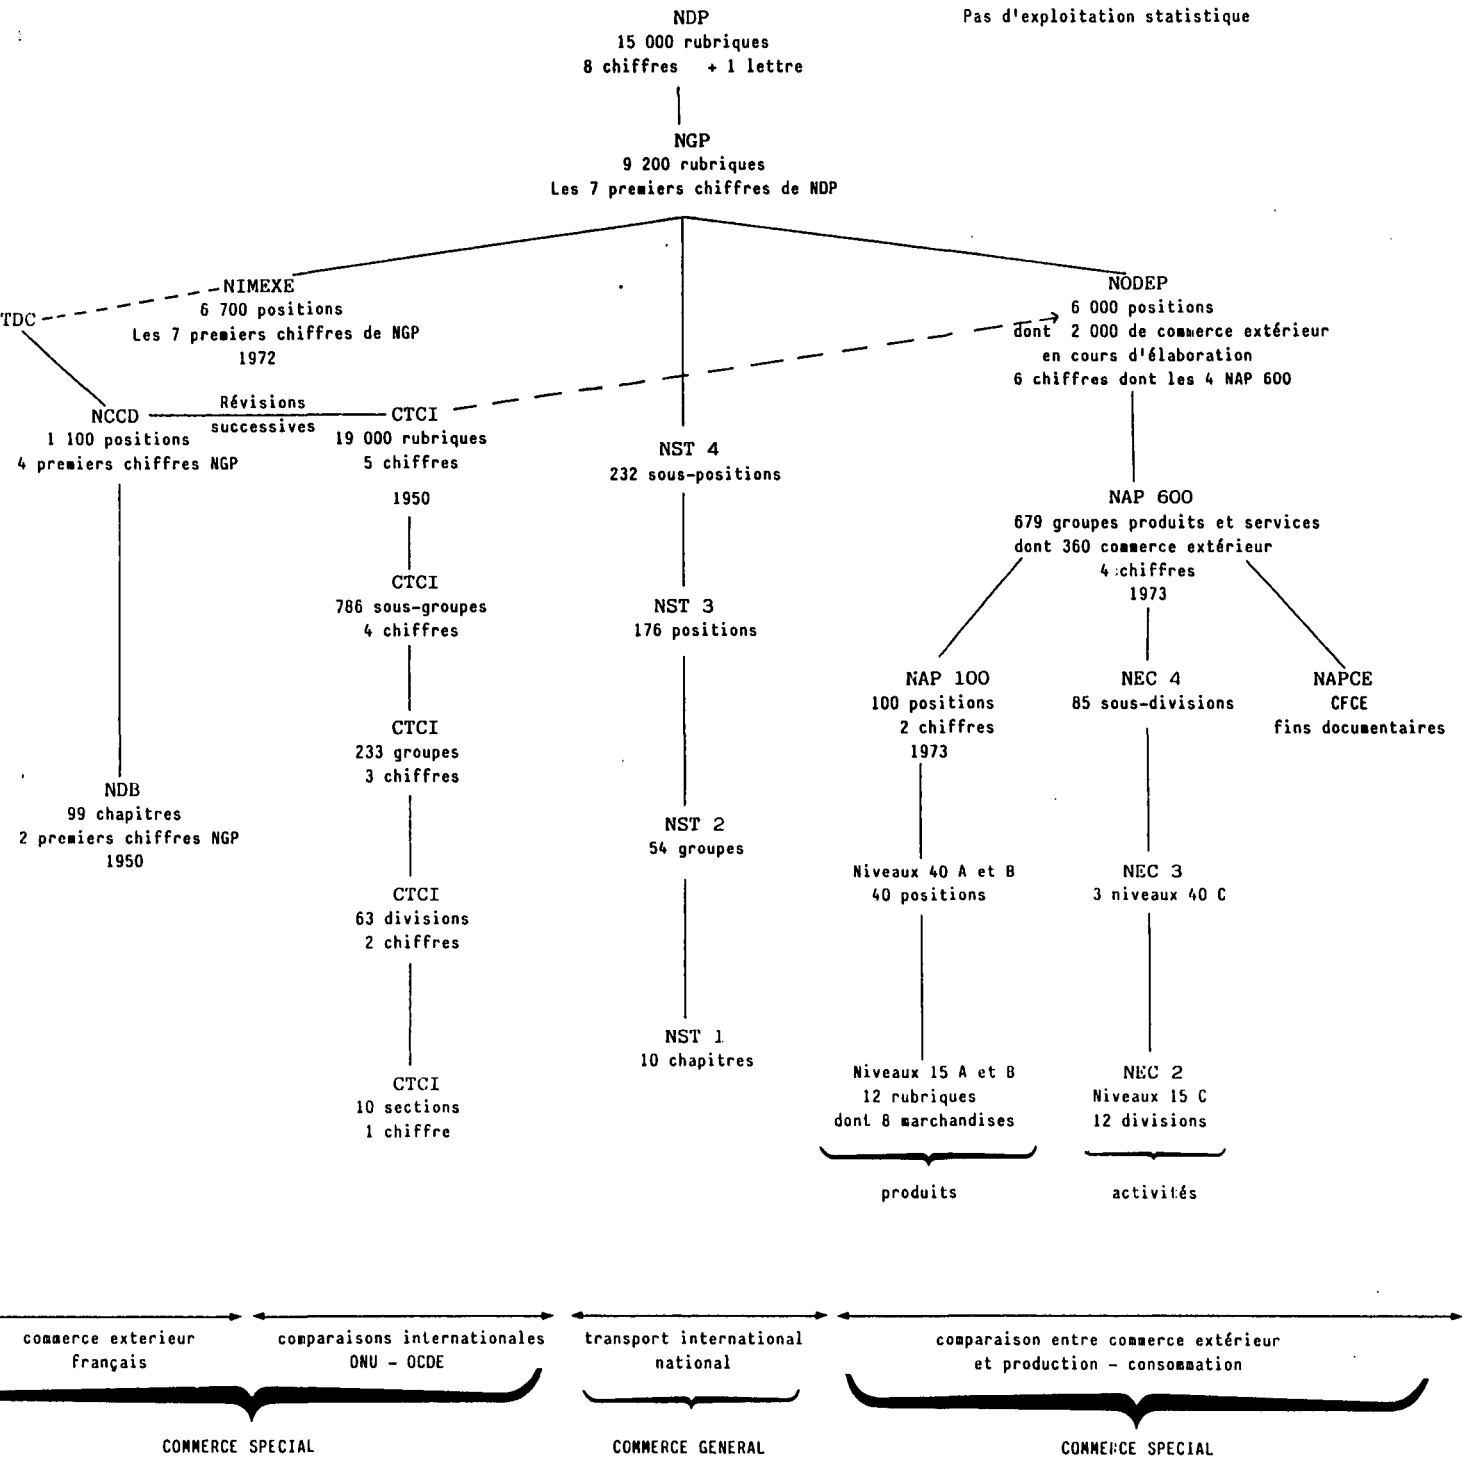 NDP
15 000 rubriques
8 chiffres + 1 lettre
Pas d'exploitation statistique
NGP
9 200 rubriques
Les 7 premiers chiffres de NDP
NIMEXE
6 700 positions
Les 7 premiers chiffres de NGP
1972
TDC
NODEP
6 000 positions
dont 2 000 de commerce extérieur
en cours d'élaboration
6 chiffres dont les 4 NAP 600
NCCD
1 100 positions
4 premiers chiffres NGP
Révisions
successives
CTCI
19 000 rubriques
5 chiffres
1950
NST 4
232 sous-positions
NAP 600
679 groupes produits et services
dont 360 commerce extérieur
4 chiffres
1973
CTCI
786 sous-groupes
4 chiffres
NST 3
176 positions
NAP 100
100 positions
2 chiffres
1973
NEC 4
85 sous-divisions
NAPCE
CFCE
fins documentaires
CTCI
233 groupes
3 chiffres
NDB
99 chapitres
2 premiers chiffres NGP
1950
NST 2
54 groupes
Niveaux 40 A et B
40 positions
NEC 3
3 niveaux 40 C
CTCI
63 divisions
2 chiffres
NST 1
10 chapitres
CTCI
10 sections
1 chiffre
Niveaux 15 A et B
12 rubriques
dont 8 marchandises
NEC 2
Niveaux 15 C
12 divisions
produits
activités
commerce exterieur
français
comparaisons internationales
ONU - OCDE
transport international
national
comparaison entre commerce extérieur
et production - consommation
COMMERCE SPECIAL
COMMERCE GENERAL
COMMERCE SPECIAL